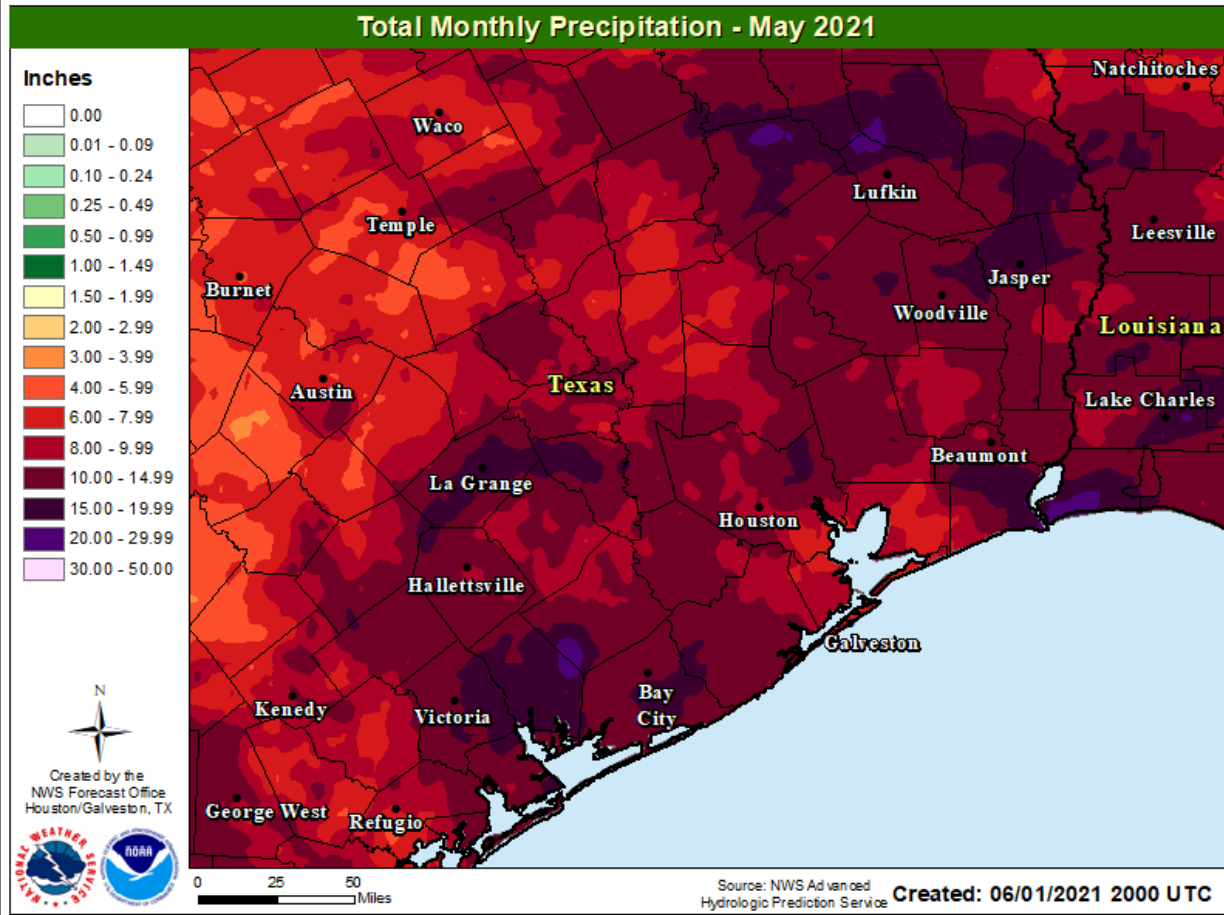 Total Monthly Precipitation - May 2021
Inches
0.00
0.01 - 0.09
0.10 - 0.24
0.25 - 0.49
0.50 - 0.99
1.00 - 1.49
1.50 - 1.99
2.00 - 2.99
3.00 - 3.99
4.00 - 5.99
6.00 - 7.99
8.00 - 9.99
10.00 - 14.99
15.00 - 19.99
20.00 - 29.99
30.00 - 50.00
Natchitoches
Waco
Lufkin
Temple
Leesville
Burnet
Jasper
Woodville
Louisiana
Austin
Texas
Lake Charles
La Grange
Beaumont
Houston
Hallettsville
Galveston
Kenedy
Victoria
Bay
City
George West
Refugio
N
Created by the
NWS Forecast Office
Houston/Galveston, TX
NATIONAL WEATHER SERVICE
NOAA
0 25 50
Miles
Source: NWS Advanced
Hydrologic Prediction Service
Created: 06/01/2021 2000 UTC